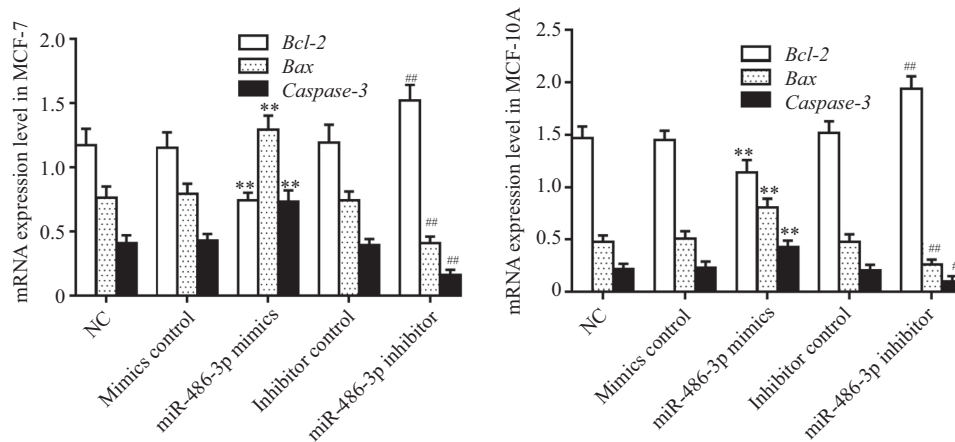 mRNA expression level in MCF-7
2.0
1.5
1.0
0.5
0
Bcl-2
Bax
Caspase-3
**
**
**
##
##
##
NC
Mimics control
miR-486-3p mimics
Inhibitor control
miR-486-3p inhibitor
mRNA expression level in MCF-10A
2.5
2.0
1.5
1.0
0.5
0
Bcl-2
Bax
Caspase-3
**
**
**
##
##
NC
Mimics control
miR-486-3p mimics
Inhibitor control
miR-486-3p inhibitor